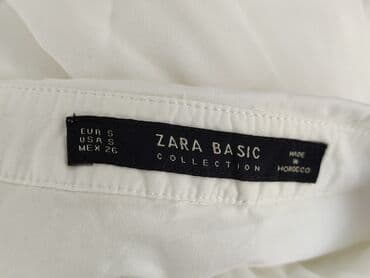 EUR S
USA S
MEX 26
ZARA BASIC
COLLECTION
MADE
IN
MOROCCO